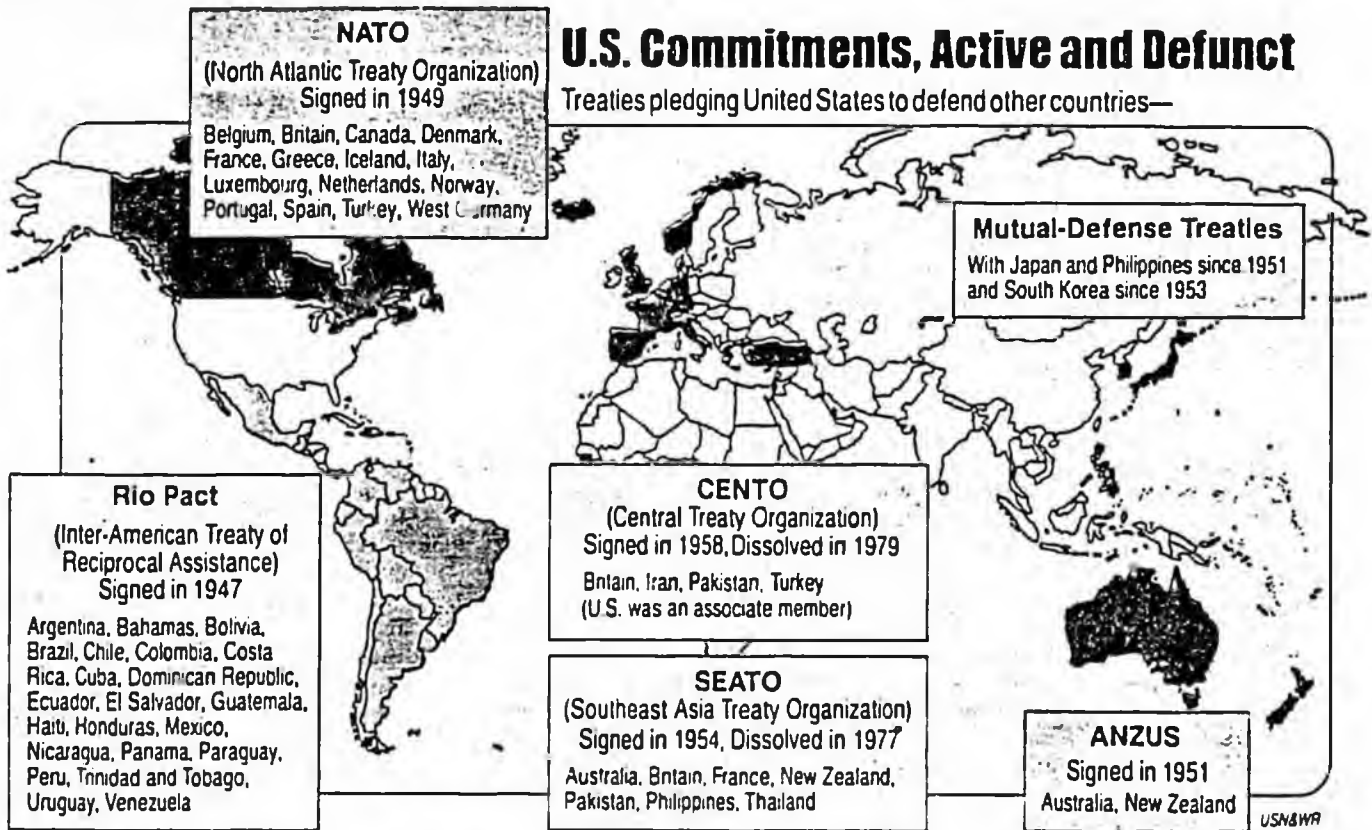 NATO
(North Atlantic Treaty Organization)
Signed in 1949
Belgium, Britain, Canada, Denmark,
France, Greece, Iceland, Italy,
Luxembourg, Netherlands, Norway,
Portugal, Spain, Turkey, West
U.S. Commitments, Active and Defunct
Treaties pledging United States to defend other countries—
Mutual-Defense Treaties
With Japan and Philippines since 1951
and South Korea since 1953
Rio Pact
(Inter-American Treaty of
Reciprocal Assistance)
Signed in 1947
Argentina, Bahamas, Bolivia,
Brazil, Chile, Colombia, Costa
Rica, Cuba, Dominican Republic,
Ecuador, El Salvador, Guatemala,
Haiti, Honduras, Mexico,
Nicaragua, Panama, Paraguay,
Peru, Trinidad and Tobago,
Uruguay, Venezuela
CENTO
(Central Treaty Organization)
Signed in 1958, Dissolved in 1979
Britain, Iran, Pakistan, Turkey
(U.S. was an associate member)
SEATO
(Southeast Asia Treaty Organization)
Signed in 1954, Dissolved in 1977
Australia, Britain, France, New Zealand,
Pakistan, Philippines, Thailand
ANZUS
Signed in 1951
Australia, New Zealand
USN&WR